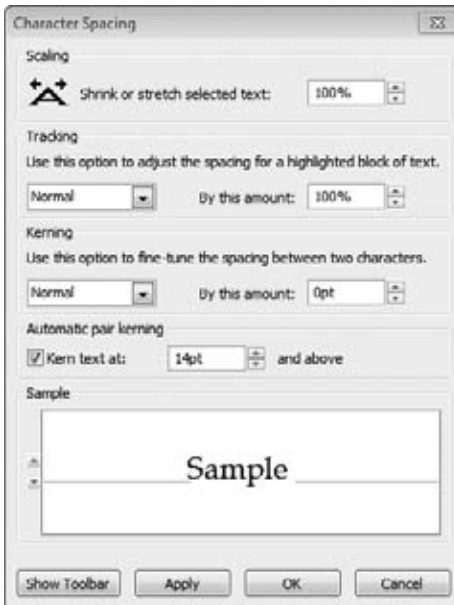 Character Spacing
Scaling
Shrink or stretch selected text: 100%
Tracking
Use this option to adjust the spacing for a highlighted block of text.
Normal By this amount: 100%
Kerning
Use this option to fine-tune the spacing between two characters.
Normal By this amount: 0pt
Automatic pair kerning
Kern text at: 14pt and above
Sample
Sample
Show Toolbar Apply OK Cancel